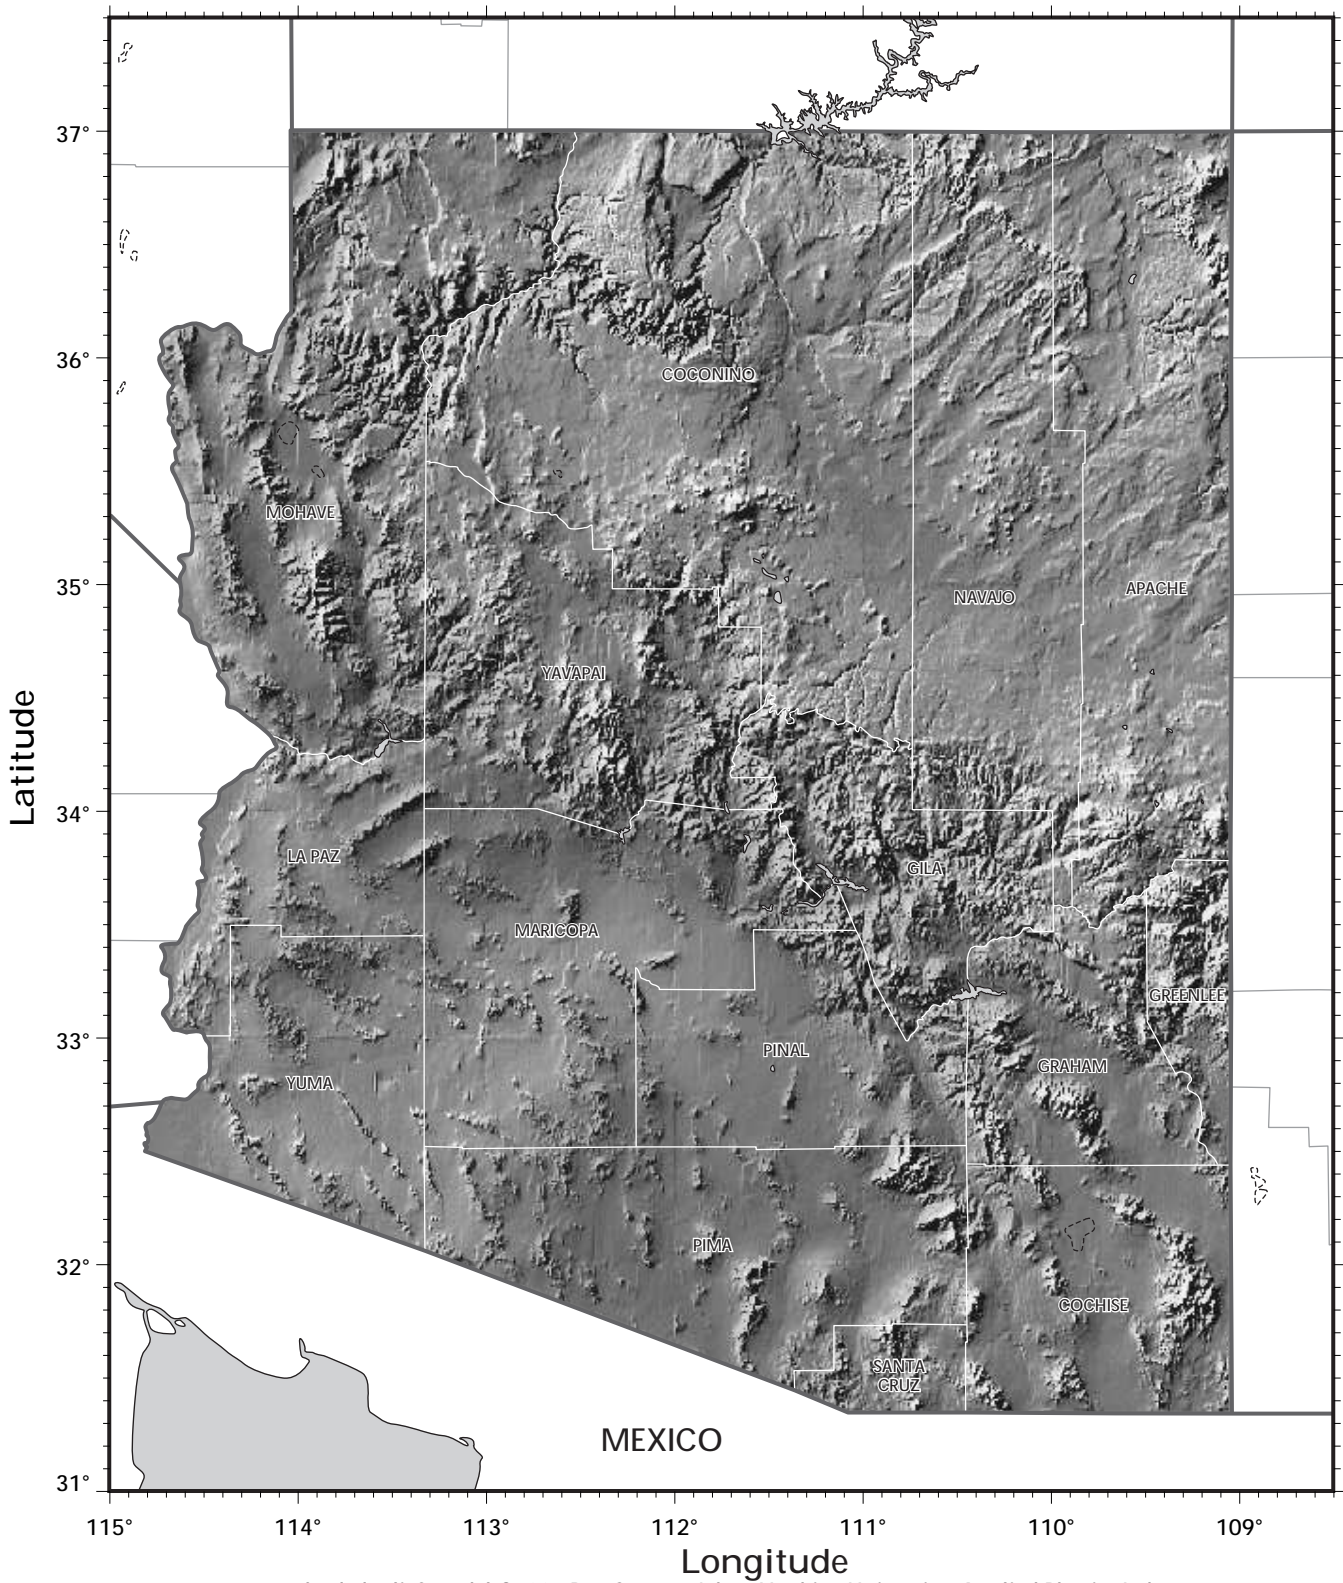 37°
36°
COCONINO
MOHAVE
35°
APACHE
NAVAJO
YAVAPAI
Latitude
34°
LA PAZ
GILA
MARICOPA
GREENLEE
33°
PINAL
GRAHAM
YUMA
PIMA
32°
COCHISE
SANTA
CRUZ
MEXICO
31°
115° 114° 113° 112° 111° 110° 109°
Longitude